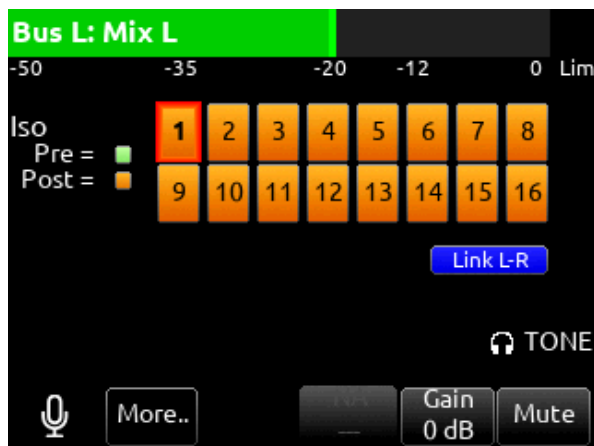 Bus L: Mix L
-50 -35 -20 -12 0 Lim
Iso
1 2 3 4 5 6 7 8
Pre =
Post =
9 10 11 12 13 14 15 16
Link L-R
TONE
More..
NA
Gain
0 dB
Mute